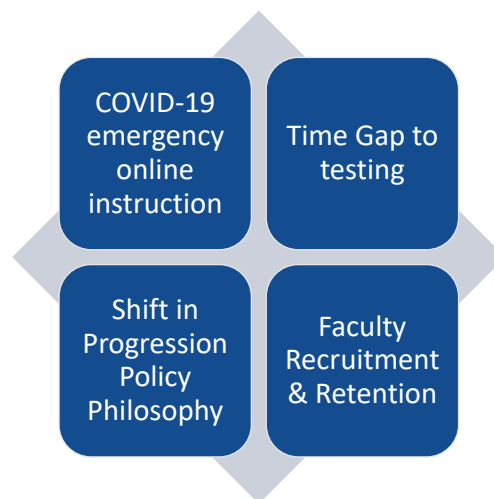 COVID-19
emergency
online
instruction
Time Gap to
testing
Shift in
Progression
Policy
Philosophy
Faculty
Recruitment
& Retention